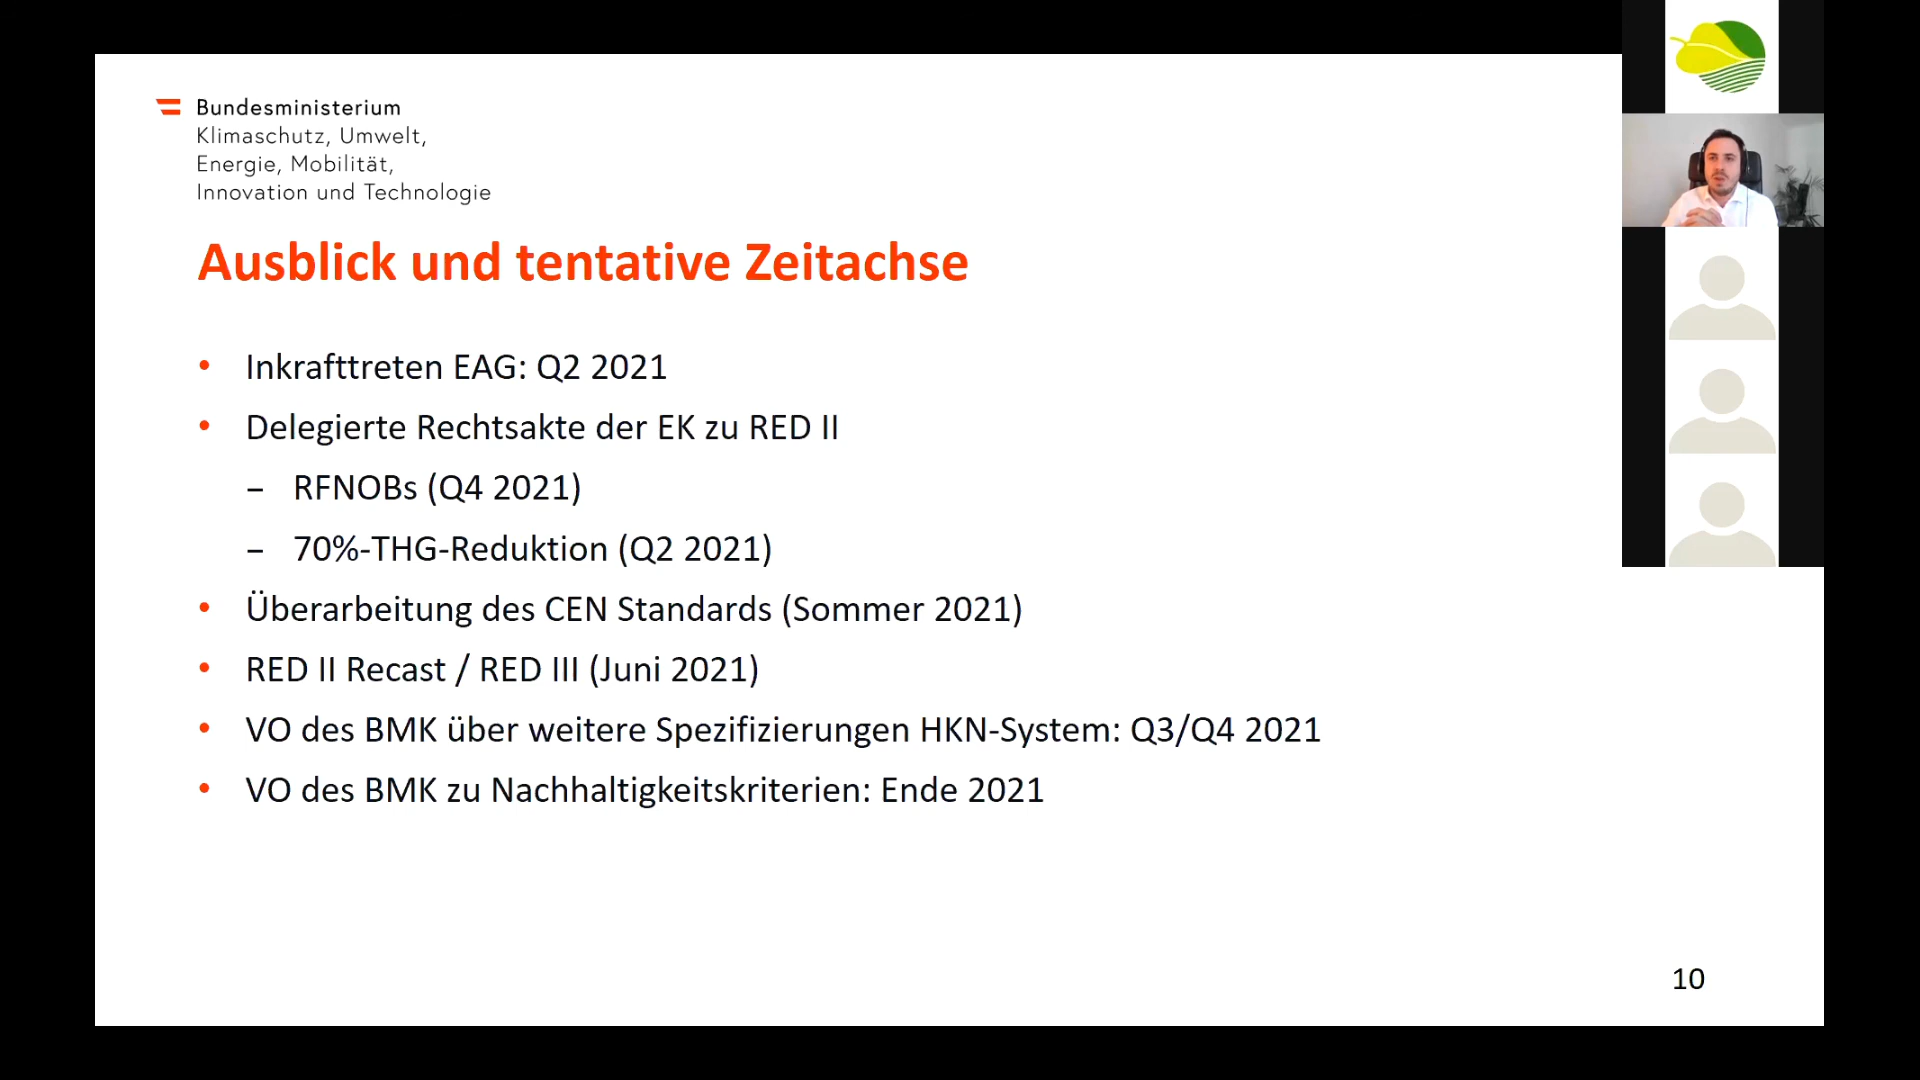 Bundesministerium
Klimaschutz, Umwelt,
Energie, Mobilität,
Innovation und Technologie
Ausblick und tentative Zeitachse
• Inkrafttreten EAG: Q2 2021
• Delegierte Rechtsakte der EK zu RED II
– RFNOBs (Q4 2021)
– 70%-THG-Reduktion (Q2 2021)
• Überarbeitung des CEN Standards (Sommer 2021)
• RED II Recast / RED III (Juni 2021)
• VO des BMK über weitere Spezifizierungen HKN-System: Q3/Q4 2021
• VO des BMK zu Nachhaltigkeitskriterien: Ende 2021
10